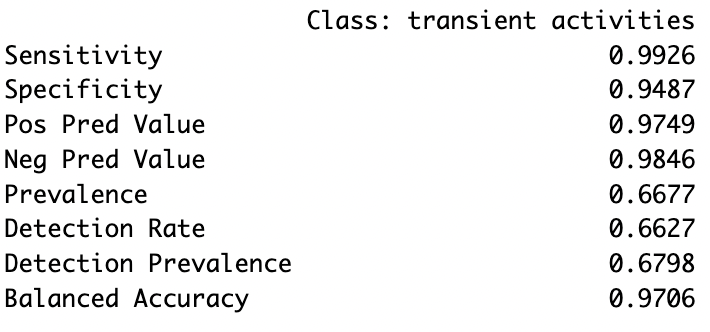 Class: transient activities
Sensitivity 0.9926
Specificity 0.9487
Pos Pred Value 0.9749
Neg Pred Value 0.9846
Prevalence 0.6677
Detection Rate 0.6627
Detection Prevalence 0.6798
Balanced Accuracy 0.9706